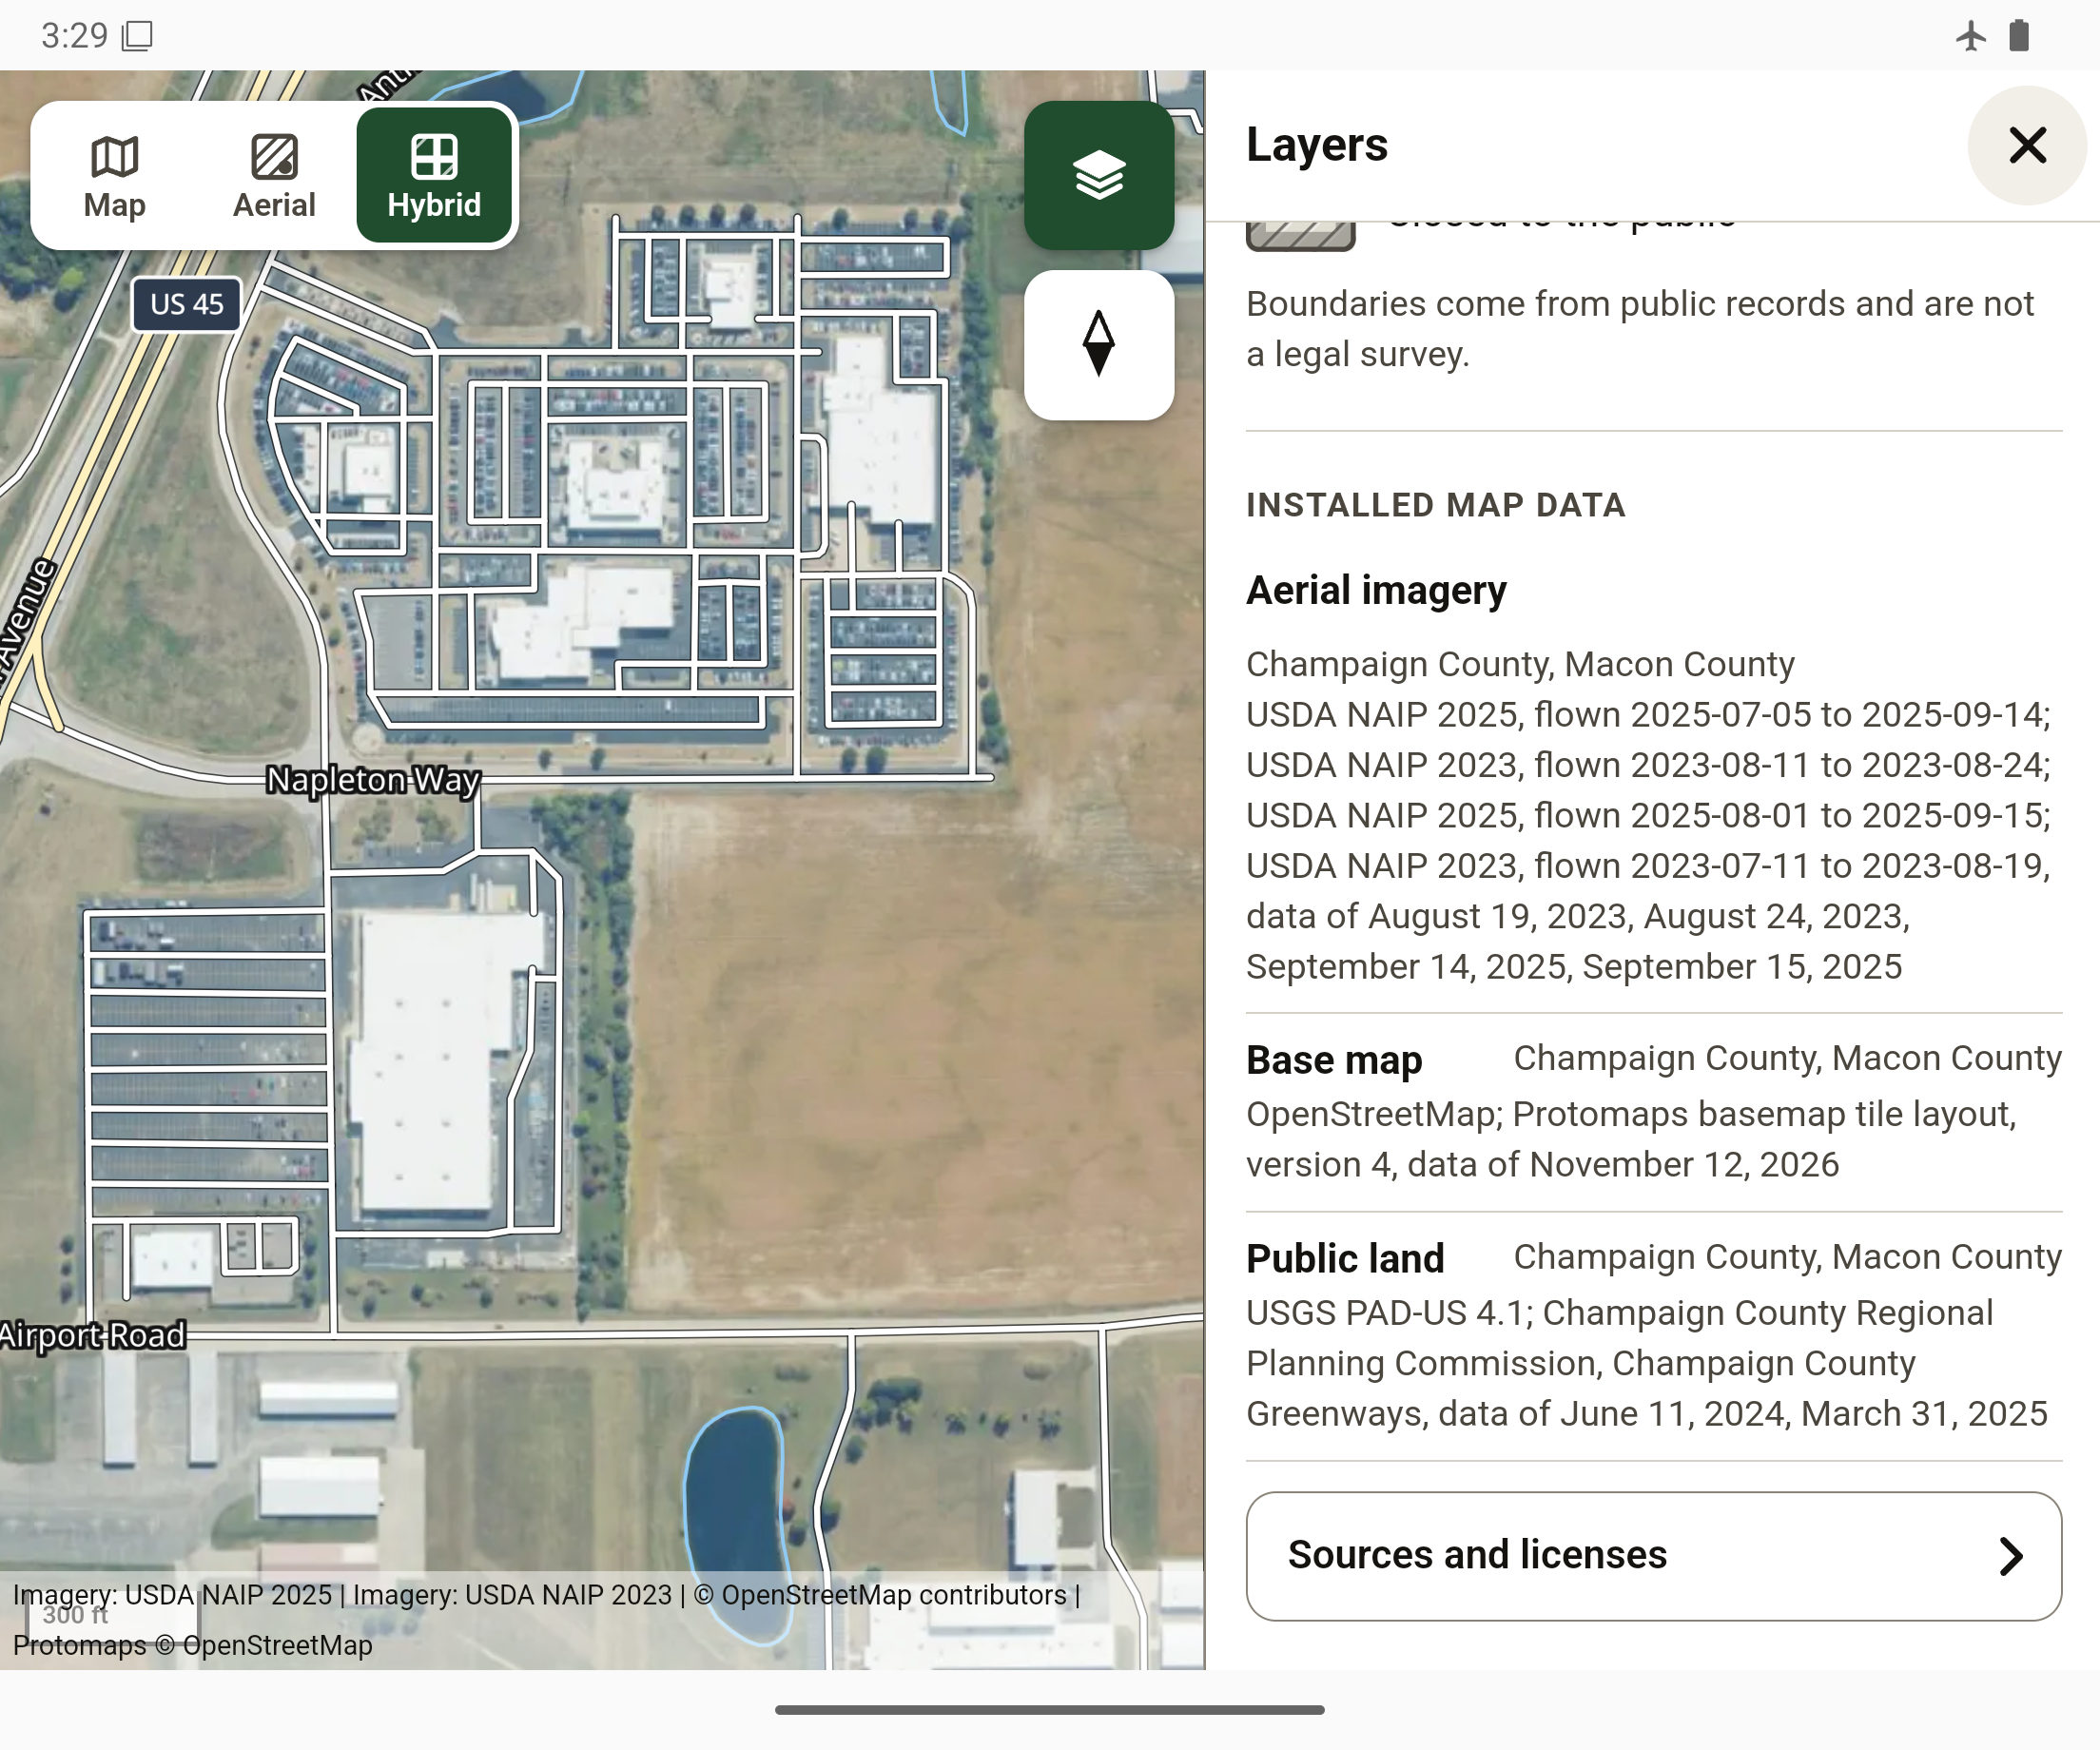 3:29
Anti
Map
Aerial
Hybrid
US 45
Avenue
Napleton Way
Airport Road
300 ft
Imagery: USDA NAIP 2025 | Imagery: USDA NAIP 2023 | © OpenStreetMap contributors |
Protomaps © OpenStreetMap
Layers
Closed to the public
Boundaries come from public records and are not
a legal survey.
INSTALLED MAP DATA
Aerial imagery
Champaign County, Macon County
USDA NAIP 2025, flown 2025-07-05 to 2025-09-14;
USDA NAIP 2023, flown 2023-08-11 to 2023-08-24;
USDA NAIP 2025, flown 2025-08-01 to 2025-09-15;
USDA NAIP 2023, flown 2023-07-11 to 2023-08-19,
data of August 19, 2023, August 24, 2023,
September 14, 2025, September 15, 2025
Base map Champaign County, Macon County
OpenStreetMap; Protomaps basemap tile layout,
version 4, data of November 12, 2026
Public land Champaign County, Macon County
USGS PAD-US 4.1; Champaign County Regional
Planning Commission, Champaign County
Greenways, data of June 11, 2024, March 31, 2025
Sources and licenses